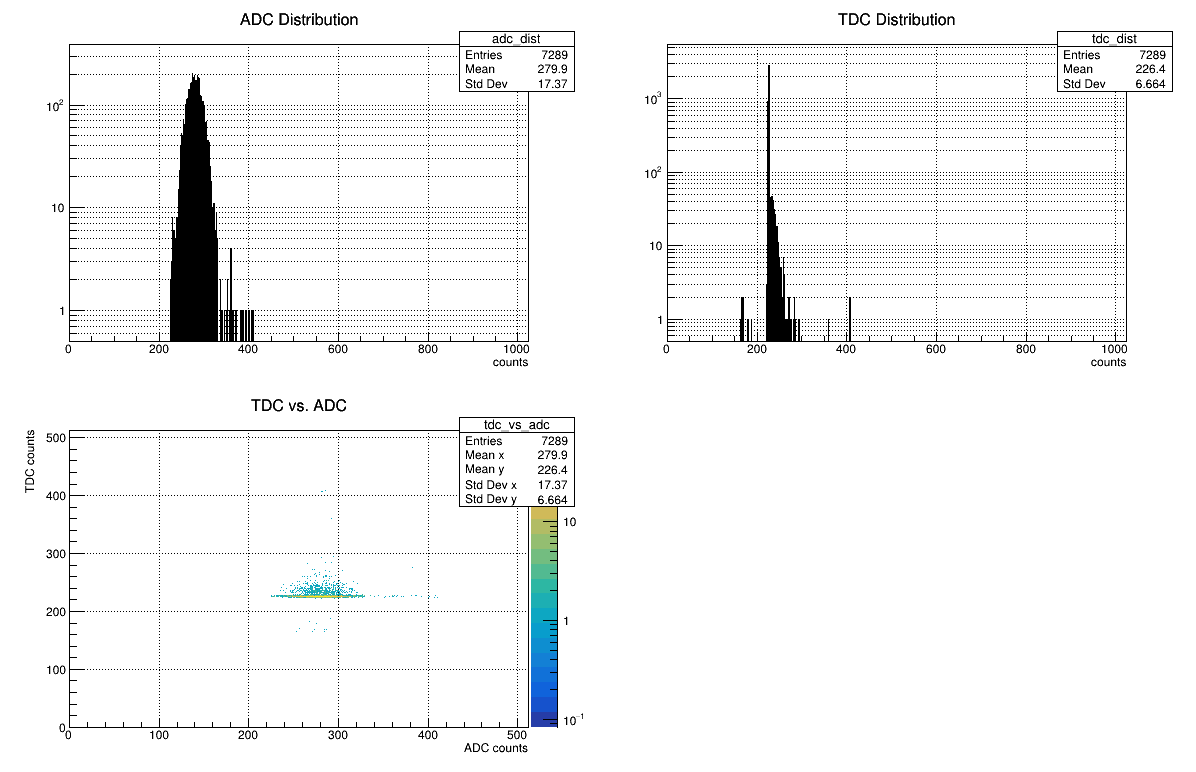 ADC Distribution
adc_dist
Entries 7289
Mean 279.9
Std Dev 17.37
10²
10
1
0 200 400 600 800 1000
counts
TDC Distribution
tdc_dist
Entries 7289
Mean 226.4
Std Dev 6.664
10³
10²
10
1
0 200 400 600 800 1000
counts
TDC vs. ADC
tdc_vs_adc
Entries 7289
Mean x 279.9
Mean y 226.4
Std Dev x 17.37
Std Dev y 6.664
TDC counts
500
400
300
200
100
0
0 100 200 300 400 500
ADC counts
10
1
10⁻¹